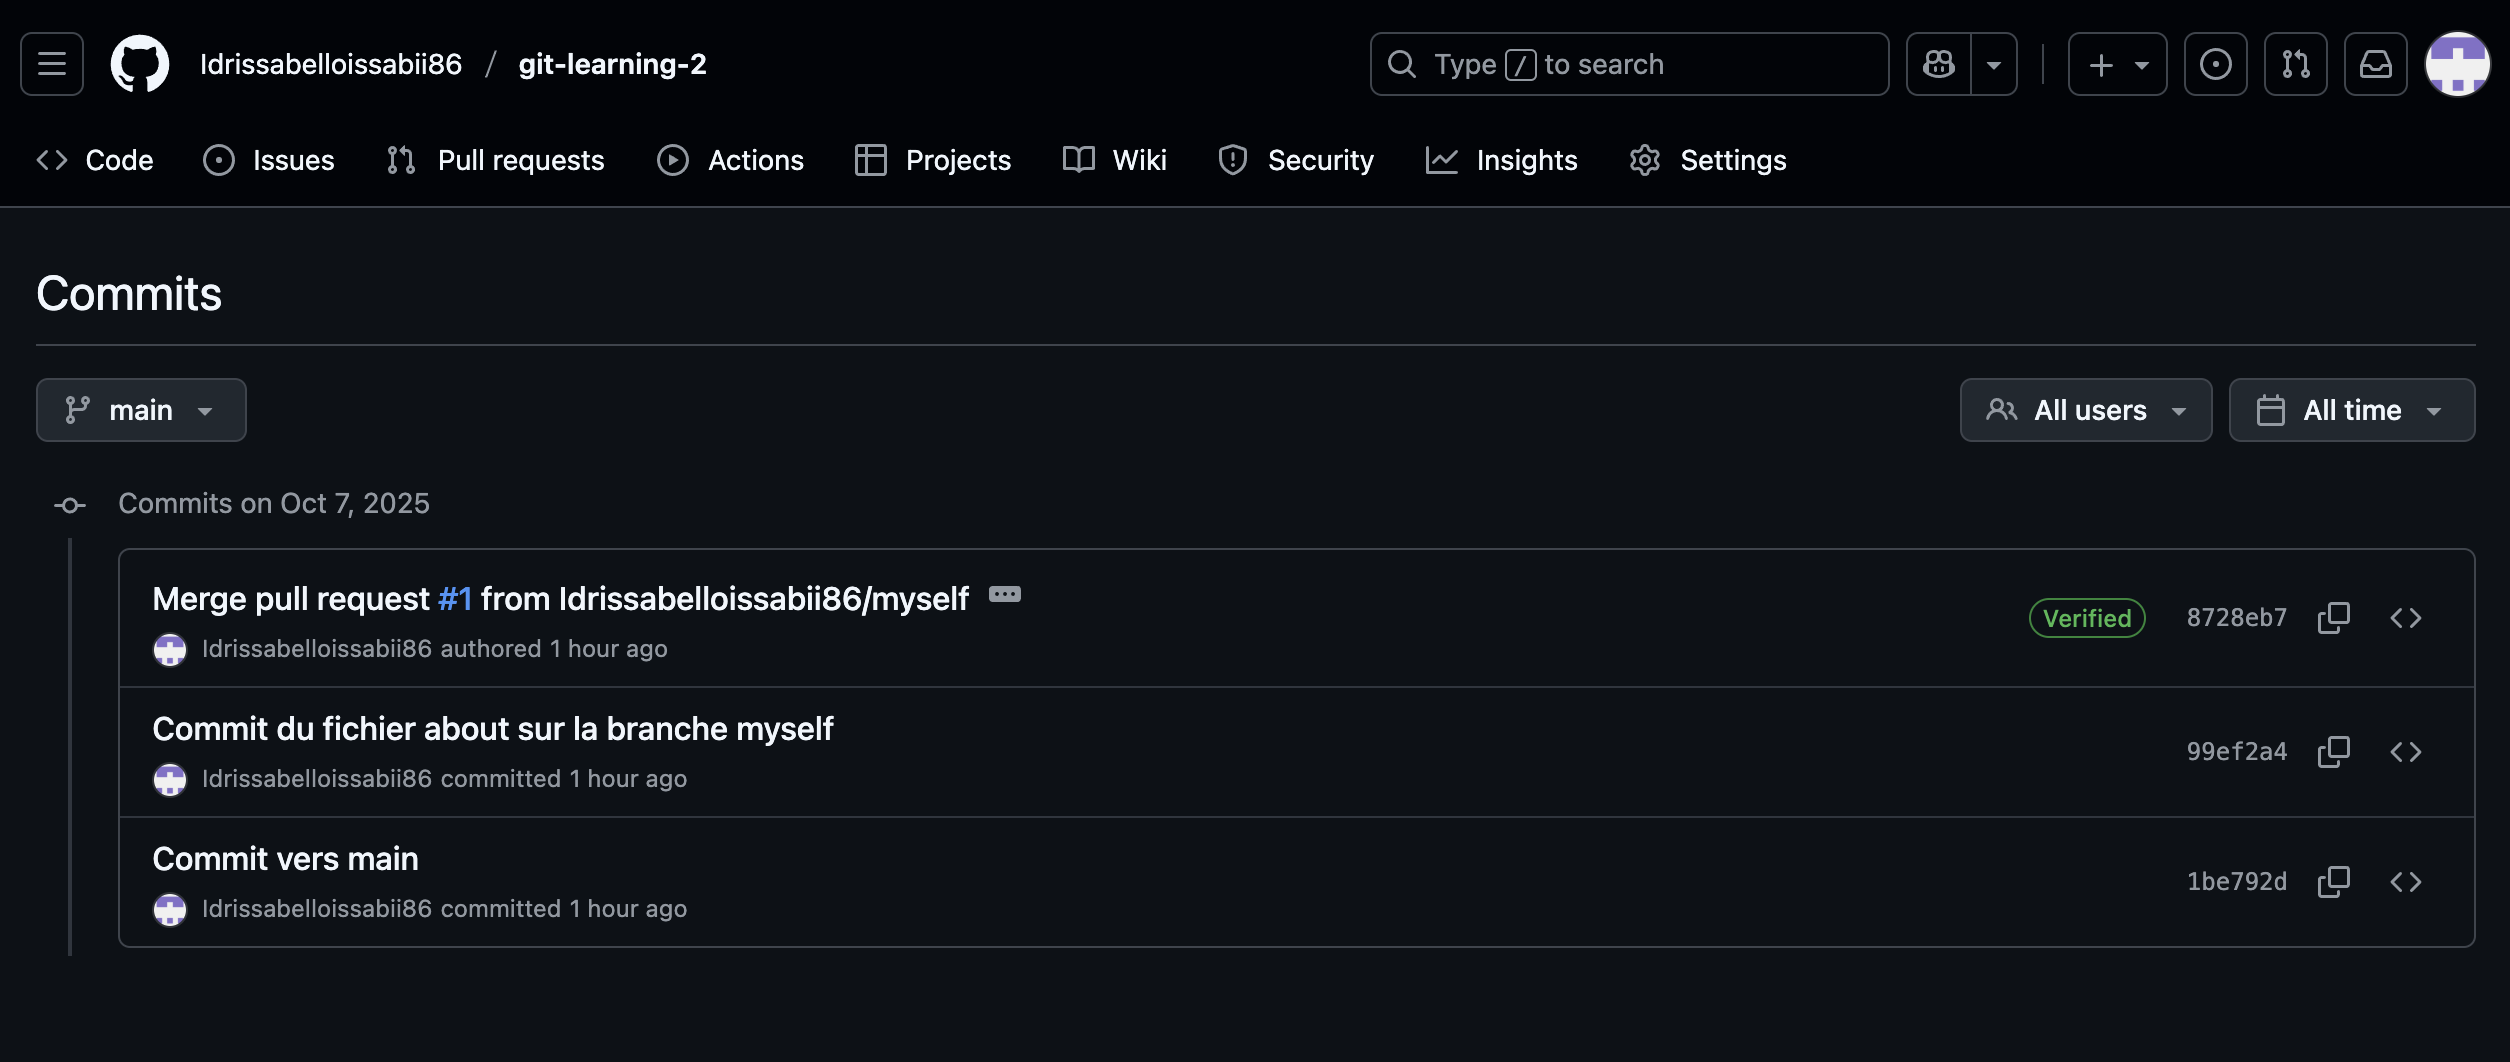 Idrissabelloissabii86 / git-learning-2
Type / to search
Code Issues Pull requests Actions Projects Wiki Security Insights Settings
Commits
main
All users All time
Commits on Oct 7, 2025
Merge pull request #1 from Idrissabelloissabii86/myself
Verified 8728eb7
Idrissabelloissabii86 authored 1 hour ago
Commit du fichier about sur la branche myself
99ef2a4
Idrissabelloissabii86 committed 1 hour ago
Commit vers main
1be792d
Idrissabelloissabii86 committed 1 hour ago